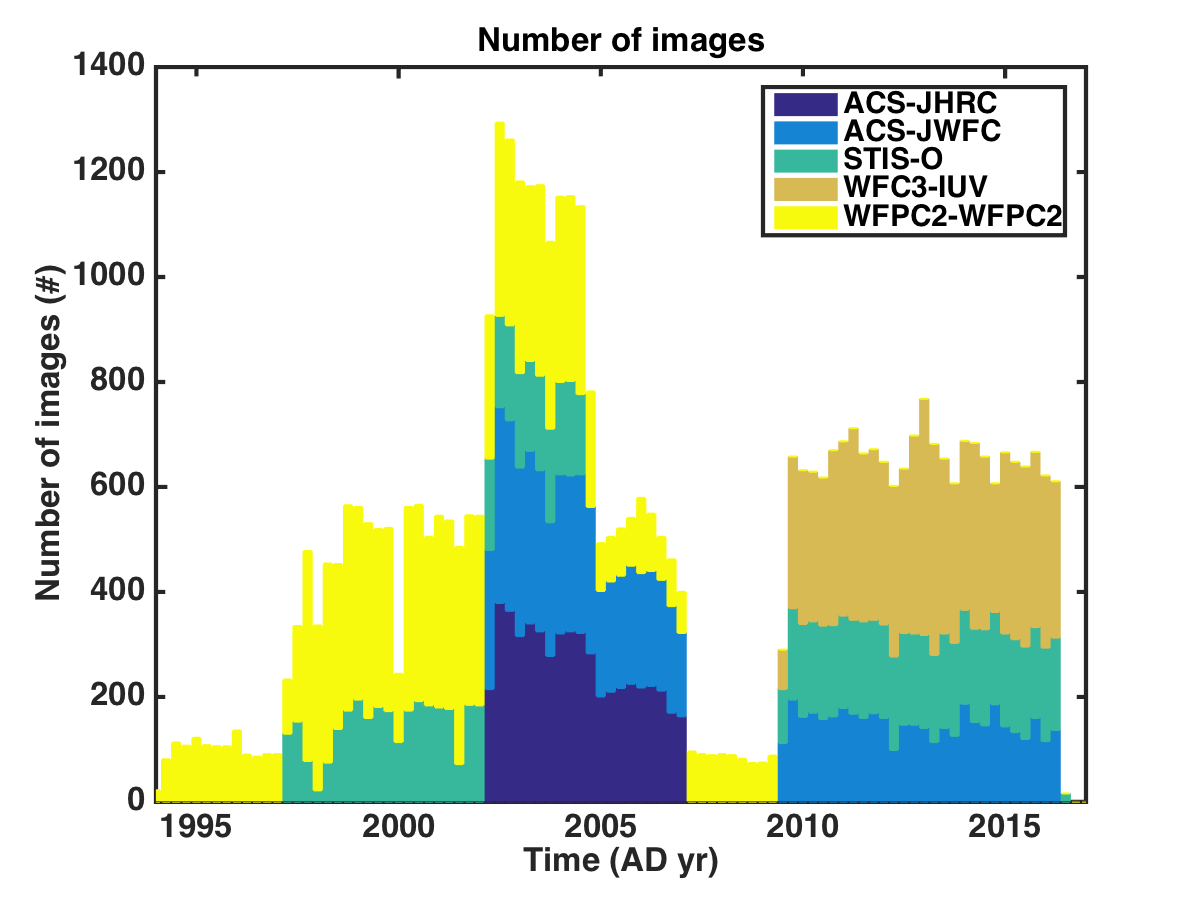 Number of images
1400
1200
1000
800
600
400
200
0
Number of images (#)
ACS-JHRC
ACS-JWFC
STIS-O
WFC3-IUV
WFPC2-WFPC2
1995 2000 2005 2010 2015
Time (AD yr)